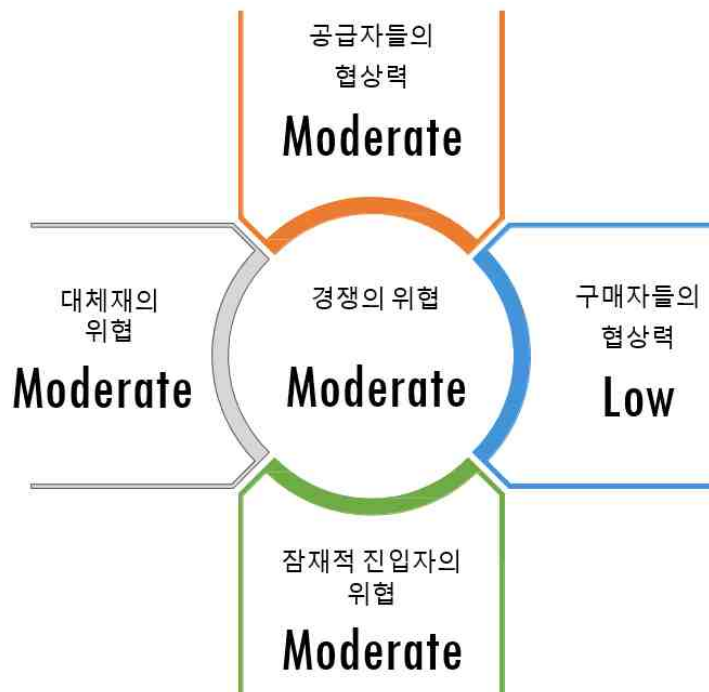 공급자들의
협상력
Moderate
대체재의
위협
Moderate
경쟁의 위협
Moderate
구매자들의
협상력
Low
잠재적 진입자의
위협
Moderate